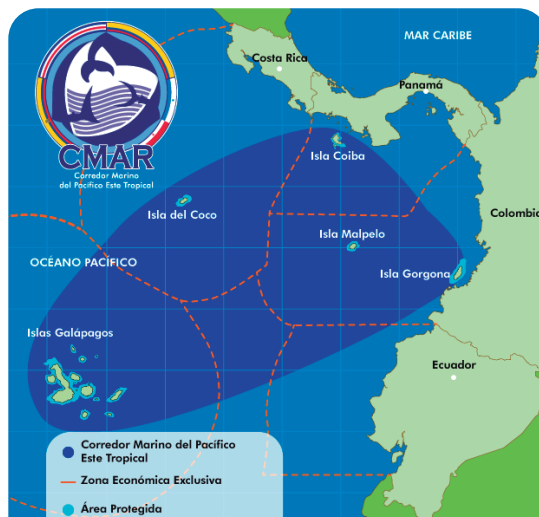 MAR CARIBE
Costa Rica
Panamá
CMAR
Corredor Marino
del Pacífico Este Tropical
Isla Coiba
Isla del Coco
Colombia
Isla Malpelo
OCÉANO PACÍFICO
Isla Gorgona
Islas Galápagos
Ecuador
Corredor Marino del Pacífico
Este Tropical
Zona Económica Exclusiva
Área Protegida